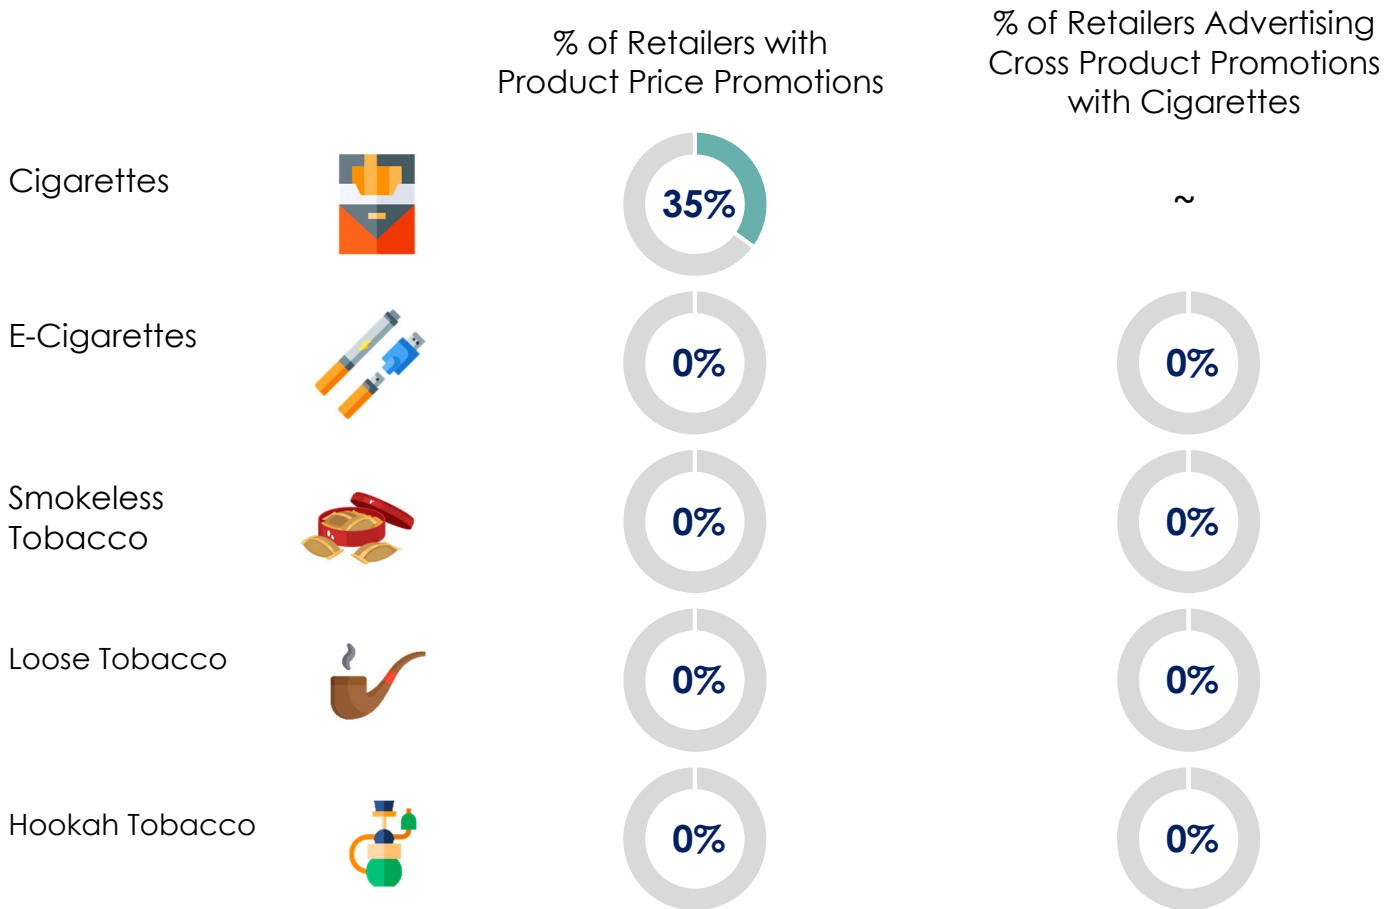 % of Retailers with
Product Price Promotions
% of Retailers Advertising
Cross Product Promotions
with Cigarettes
Cigarettes
35%
~
E-Cigarettes
0%
0%
Smokeless
Tobacco
0%
0%
Loose Tobacco
0%
0%
Hookah Tobacco
0%
0%